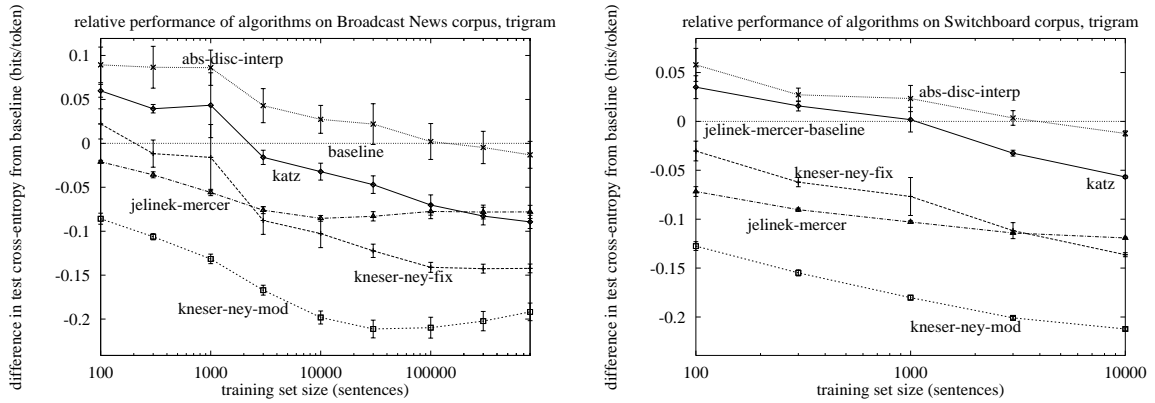 relative performance of algorithms on Broadcast News corpus, trigram
difference in test cross-entropy from baseline (bits/token)
0.1
0.05
0
-0.05
-0.1
-0.15
-0.2
abs-disc-interp
baseline
katz
jelinek-mercer
kneser-ney-fix
kneser-ney-mod
100 1000 10000 100000
training set size (sentences)
relative performance of algorithms on Switchboard corpus, trigram
difference in test cross-entropy from baseline (bits/token)
0.05
0
-0.05
-0.1
-0.15
-0.2
abs-disc-interp
jelinek-mercer-baseline
kneser-ney-fix
katz
jelinek-mercer
kneser-ney-mod
100 1000 10000
training set size (sentences)